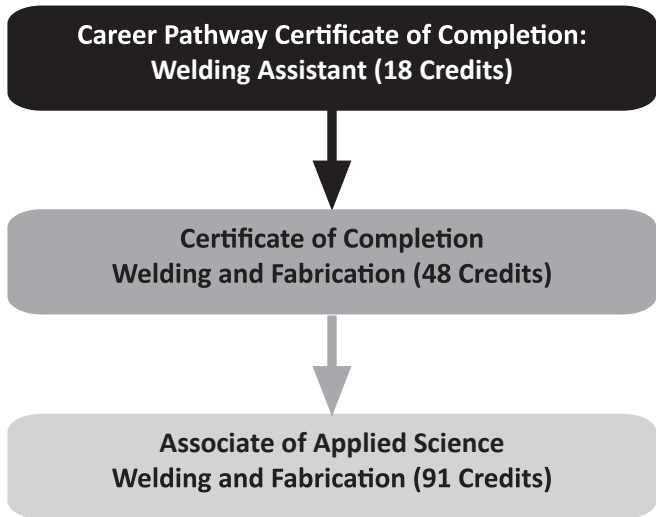 Career Pathway Certificate of Completion:
Welding Assistant (18 Credits)
Certificate of Completion
Welding and Fabrication (48 Credits)
Associate of Applied Science
Welding and Fabrication (91 Credits)